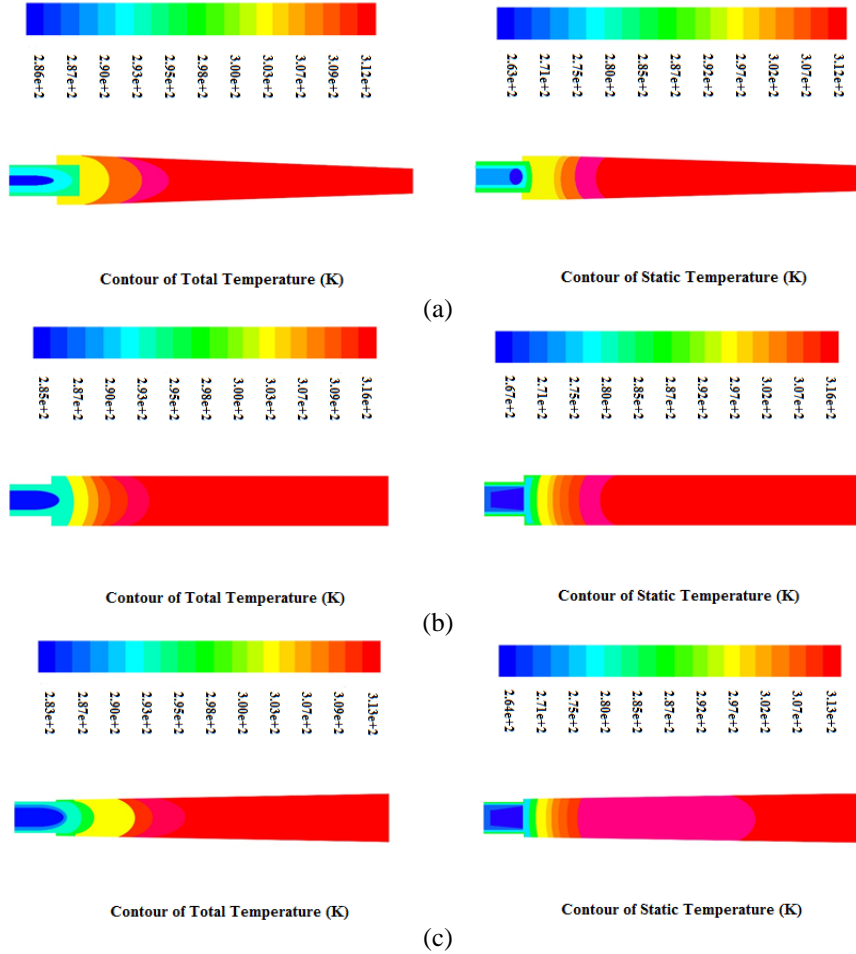 2.86e+2 2.87e+2 2.90e+2 2.93e+2 2.95e+2 2.98e+2 3.00e+2 3.03e+2 3.07e+2 3.09e+2 3.12e+2
2.63e+2 2.71e+2 2.75e+2 2.80e+2 2.85e+2 2.87e+2 2.92e+2 2.97e+2 3.02e+2 3.07e+2 3.12e+2
Contour of Total Temperature (K)
Contour of Static Temperature (K)
(a)
2.85e+2 2.87e+2 2.90e+2 2.93e+2 2.95e+2 2.98e+2 3.00e+2 3.03e+2 3.07e+2 3.09e+2 3.16e+2
2.67e+2 2.71e+2 2.75e+2 2.80e+2 2.85e+2 2.87e+2 2.92e+2 2.97e+2 3.02e+2 3.07e+2 3.16e+2
Contour of Total Temperature (K)
Contour of Static Temperature (K)
(b)
2.83e+2 2.87e+2 2.90e+2 2.93e+2 2.95e+2 2.98e+2 3.00e+2 3.03e+2 3.07e+2 3.09e+2 3.13e+2
2.64e+2 2.71e+2 2.75e+2 2.80e+2 2.85e+2 2.87e+2 2.92e+2 2.97e+2 3.02e+2 3.07e+2 3.13e+2
Contour of Total Temperature (K)
Contour of Static Temperature (K)
(c)